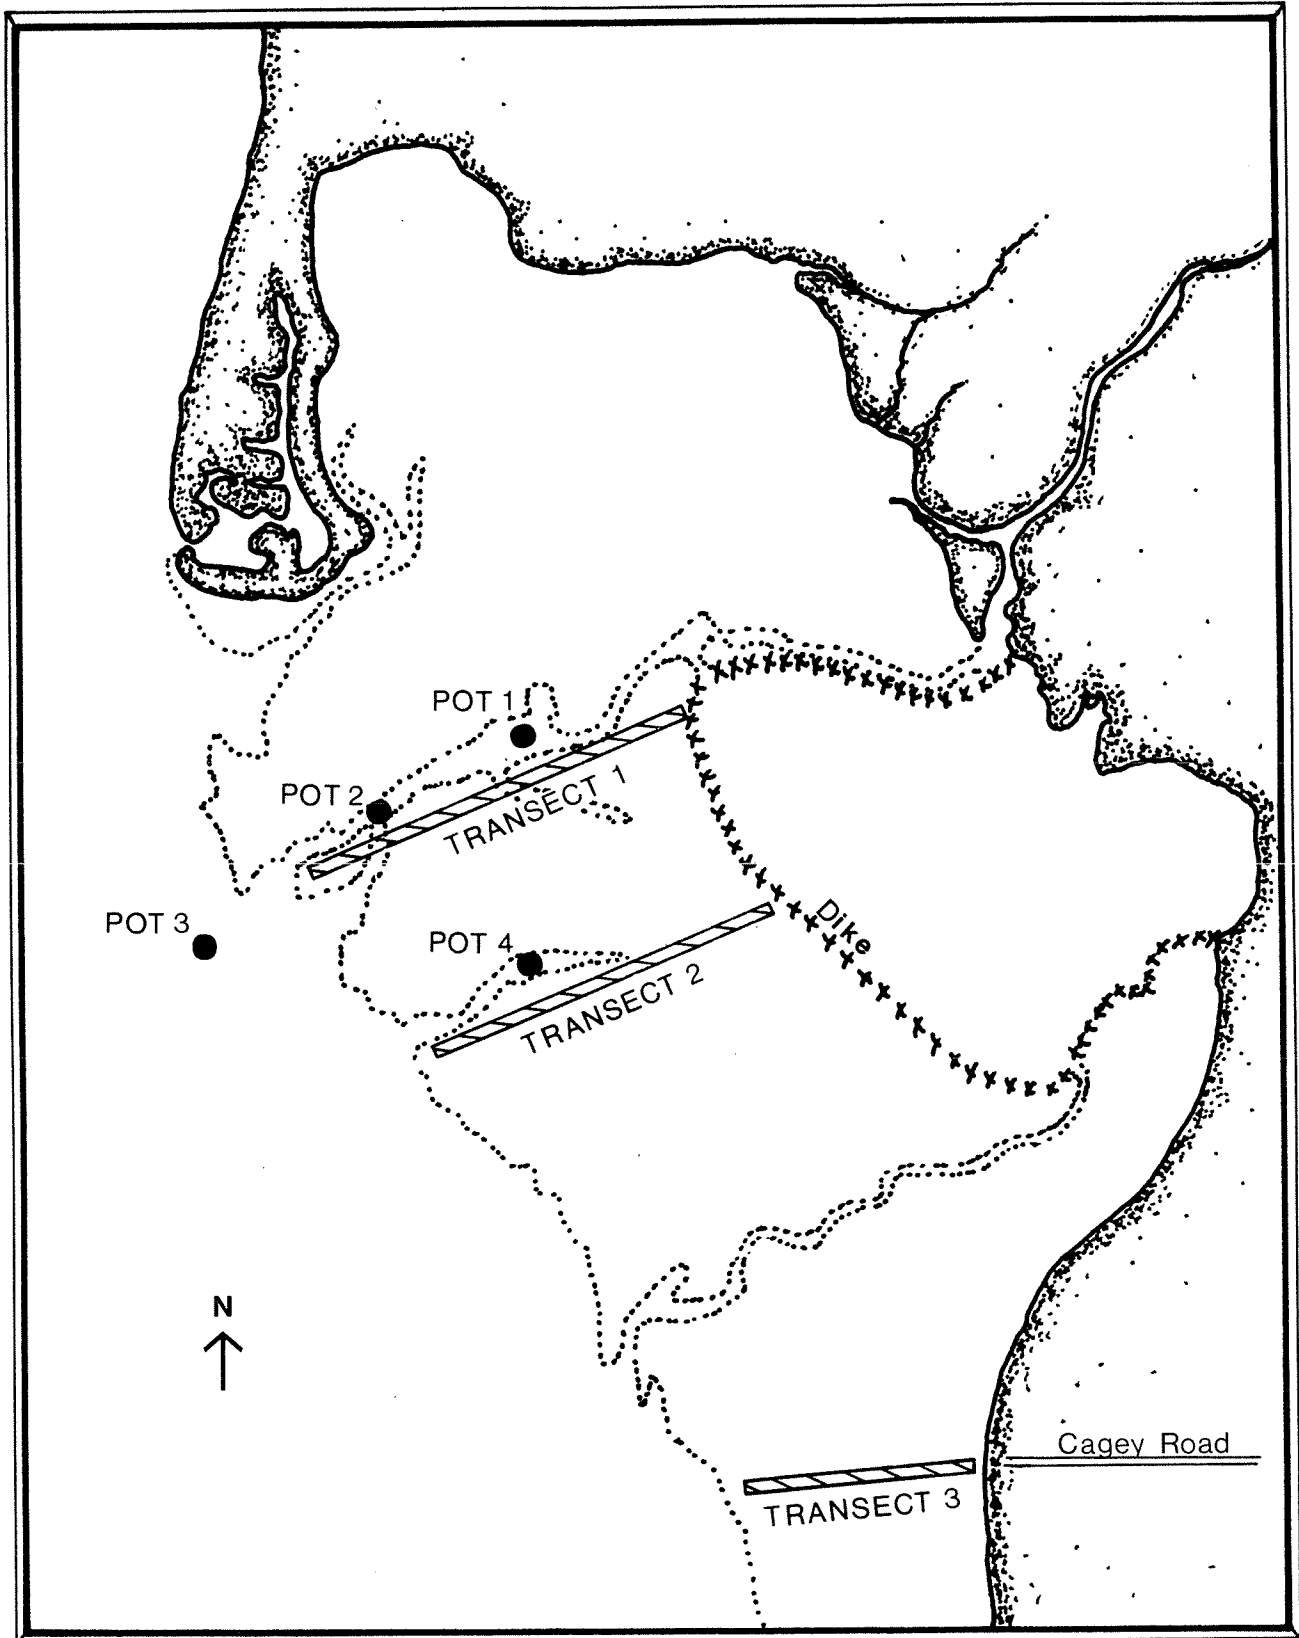 POT 1
POT 2
TRANSECT 1
POT 3
Dike
POT 4
TRANSECT 2
N
Cagey Road
TRANSECT 3